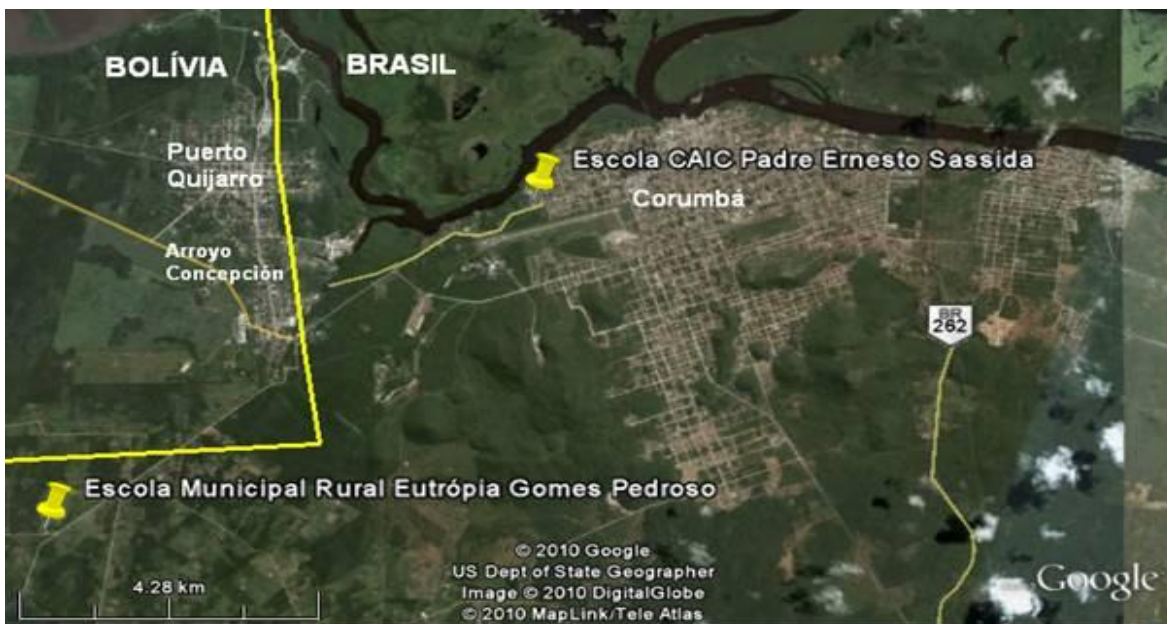 BOLÍVIA
BRASIL
Puerto
Quijarro
Escola CAIC Padre Ernesto Sassida
Corumbá
Arroyo
Concepción
BR
262
Escola Municipal Rural Eutrópia Gomes Pedroso
4.28 km
© 2010 Google
US Dept of State Geographer
Image © 2010 DigitalGlobe
© 2010 MapLink/Tele Atlas
Google